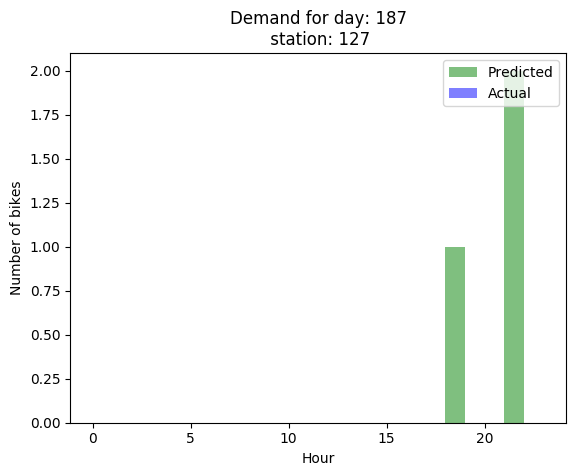 Demand for day: 187
station: 127
Predicted
Actual
2.00
1.75
1.50
1.25
1.00
0.75
0.50
0.25
0.00
Number of bikes
0 5 10 15 20
Hour